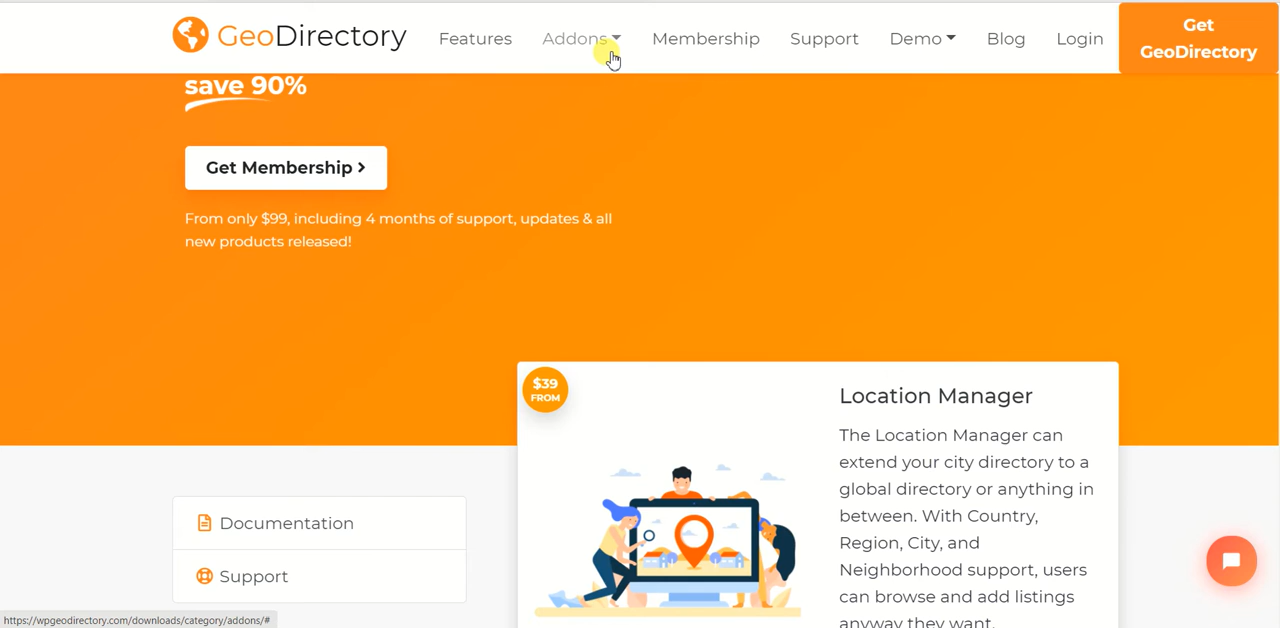 GeoDirectory
Features
Addons
Membership
Support
Demo
Blog
Login
Get
GeoDirectory
save 90%
Get Membership
From only $99, including 4 months of support, updates & all
new products released!
$39
FROM
Location Manager
The Location Manager can
extend your city directory to a
global directory or anything in
between. With Country,
Region, City, and
Neighborhood support, users
can browse and add listings
anyway they want.
Documentation
Support
https://wpgeodirectory.com/downloads/category/addons/#